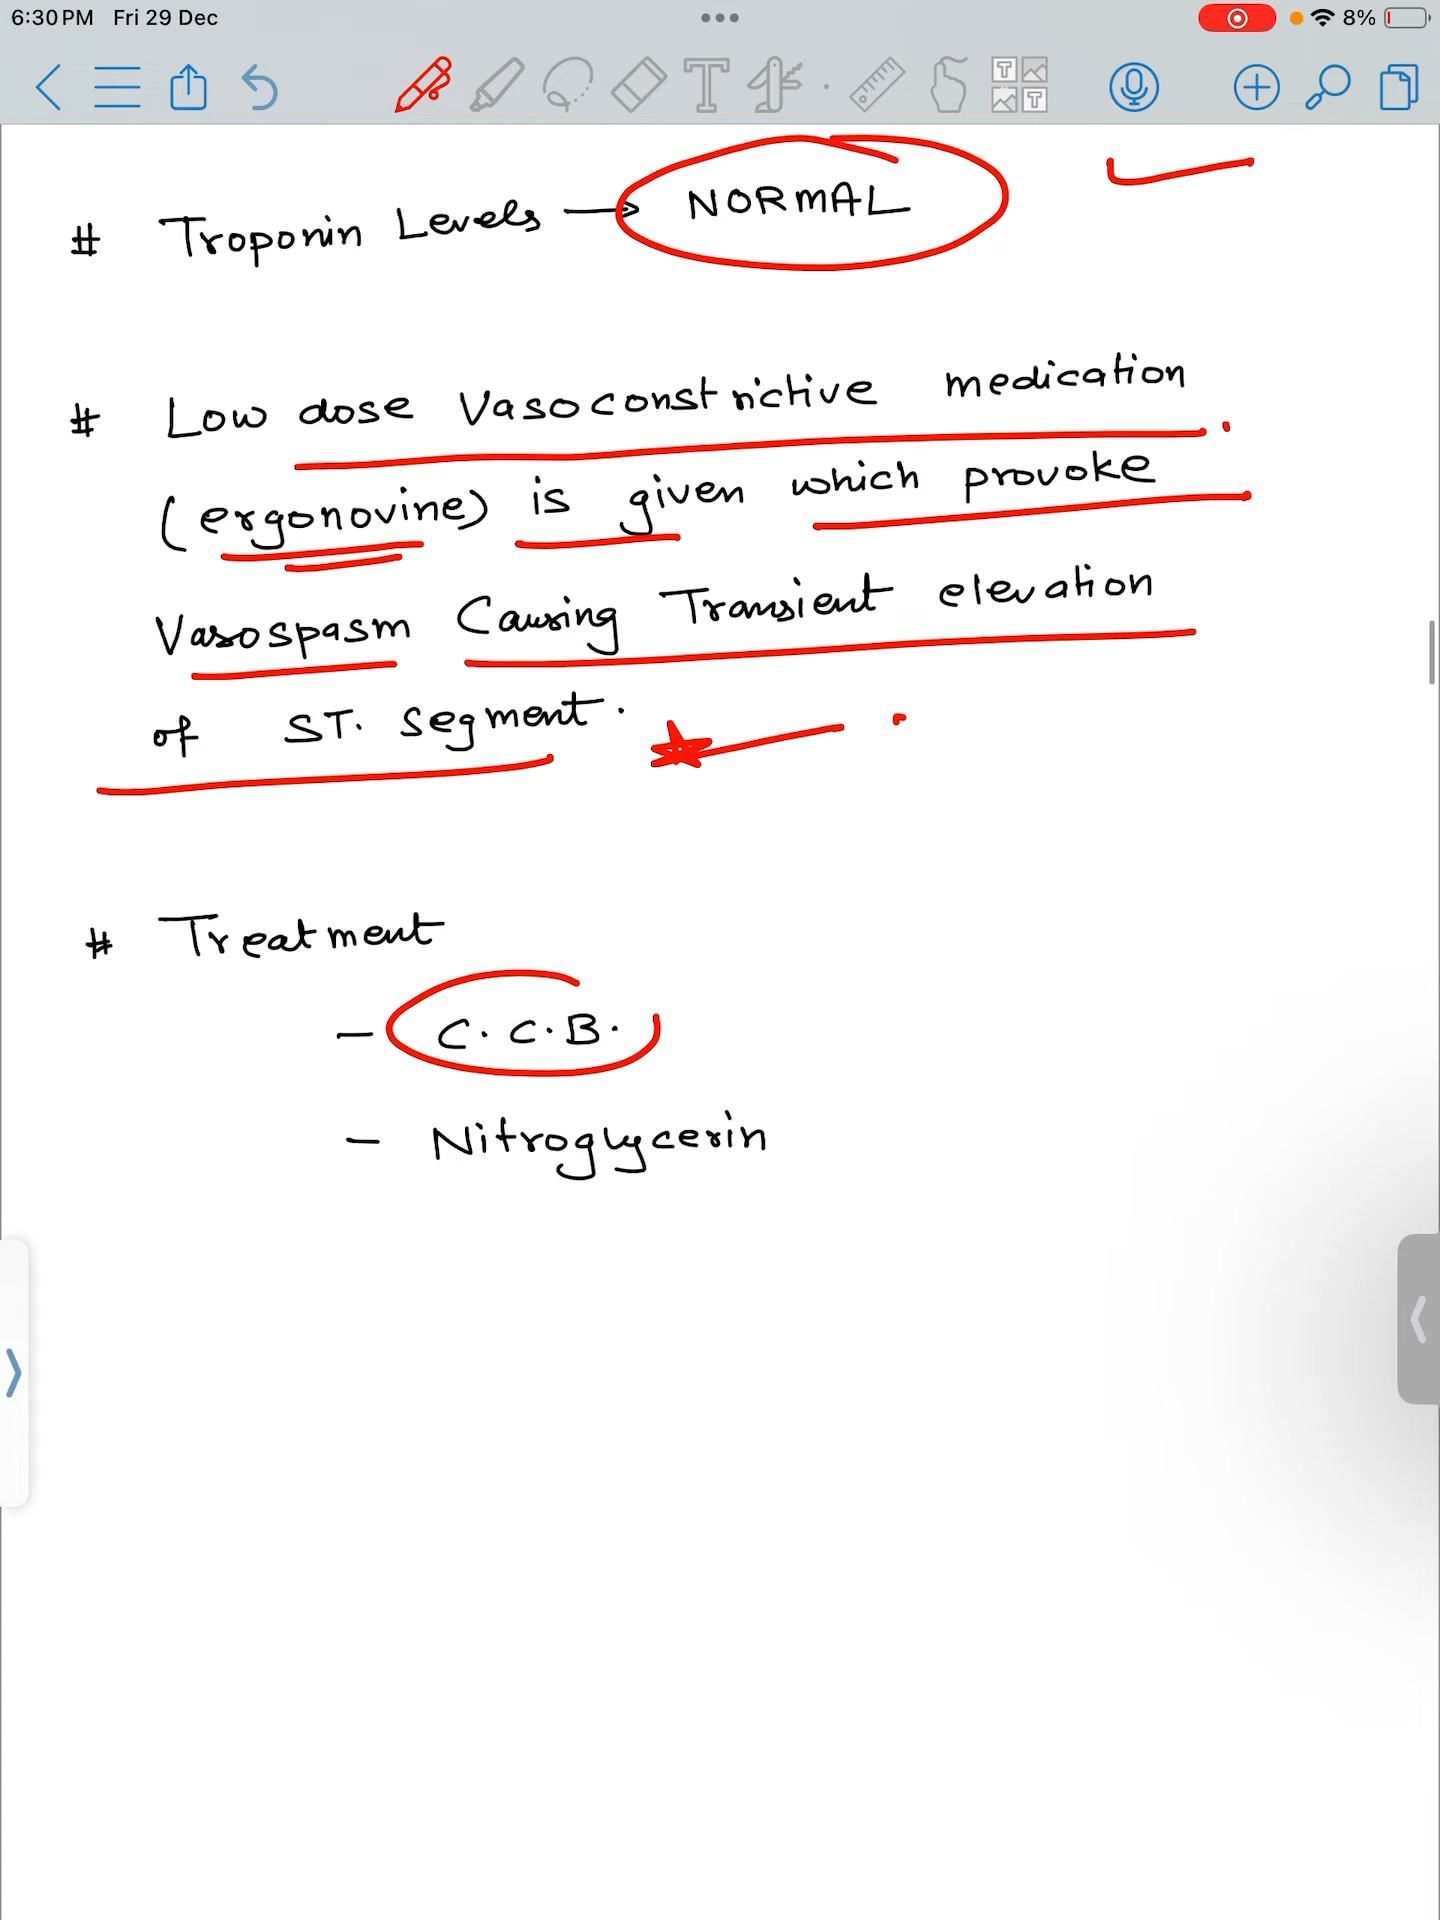 6:30 PM Fri 29 Dec
8%
# Troponin Levels → NORMAL
# Low dose Vasoconstrictive medication
(ergonovine) is given which provoke
Vasospasm Causing Transient elevation
of ST. segment.
# Treatment
- C.C.B.
- Nitroglycerin